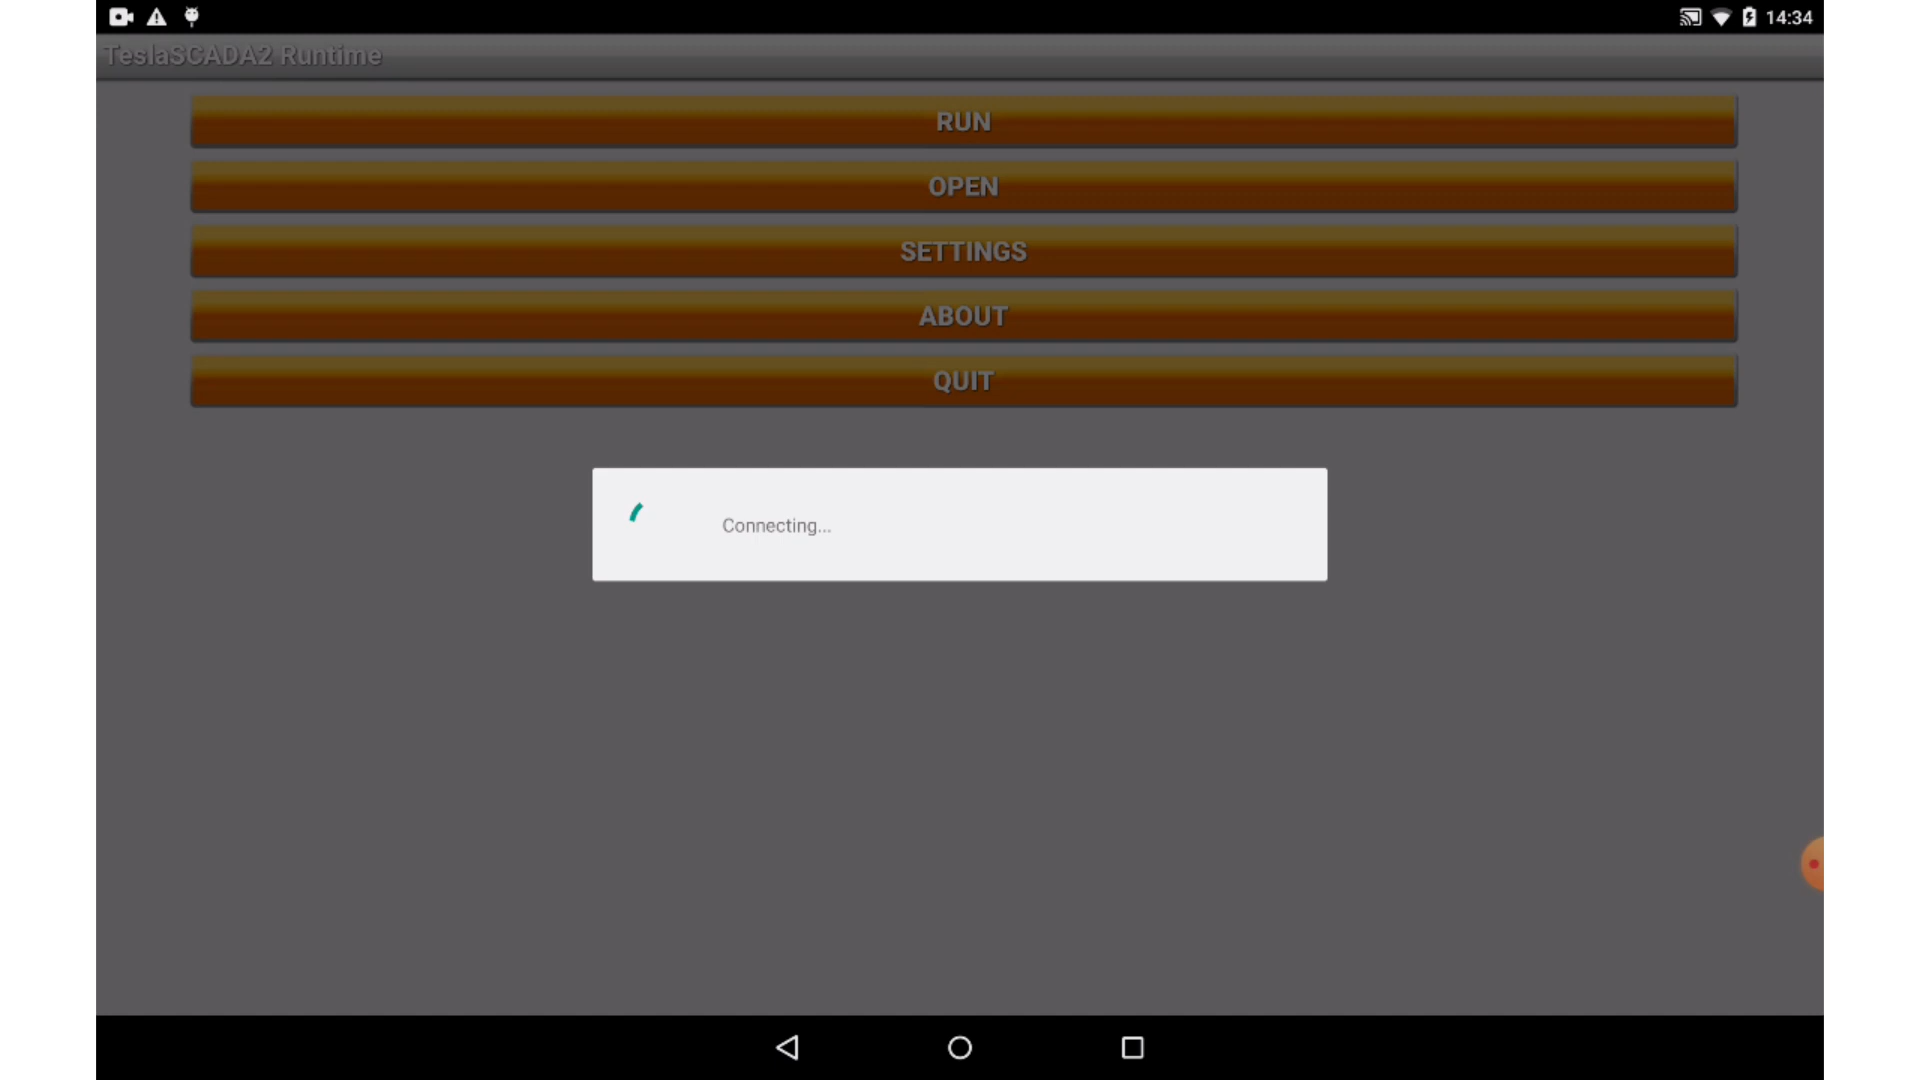 14:34
TeslaSCADA2 Runtime
RUN
OPEN
SETTINGS
ABOUT
QUIT
Connecting...